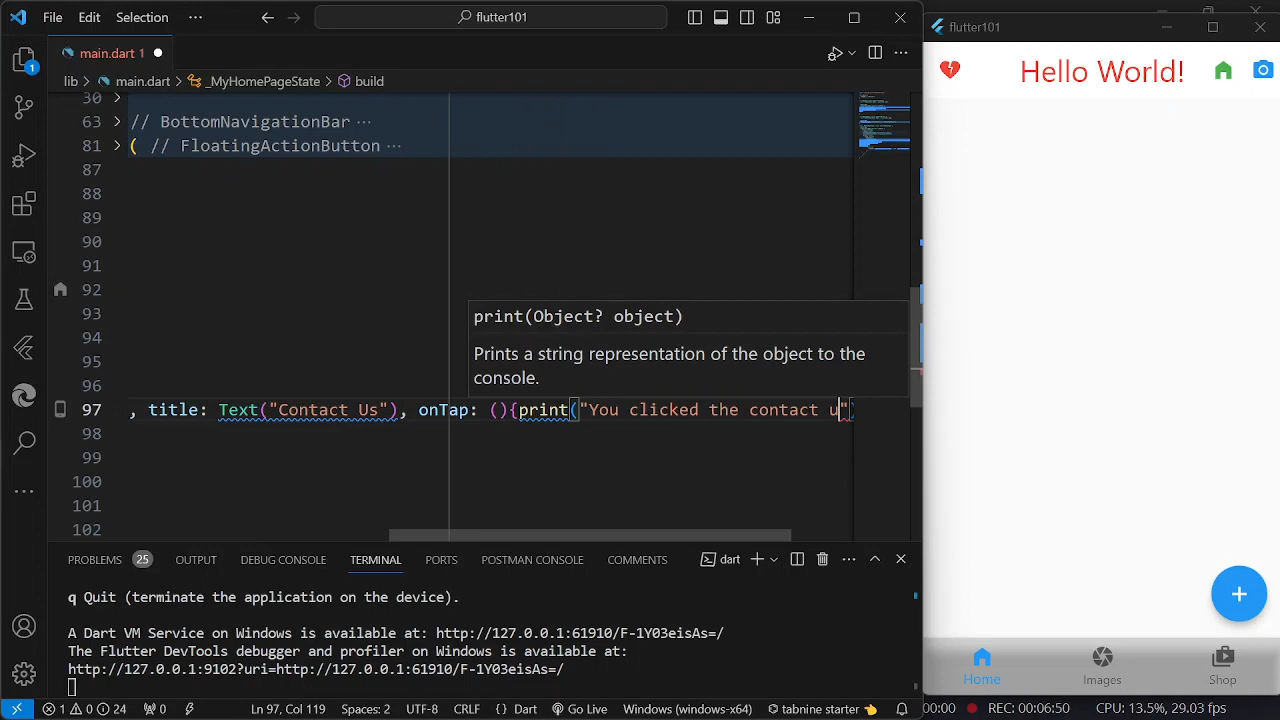 File Edit Selection ··· flutter101
main.dart 1
lib > main.dart > _MyHomePageState > build
30
63 // BottomNavigationBar ···
81 ( // FloatingActionButton ···
87
88
89
90
91
92
93
94
95
96
97 , title: Text("Contact Us"), onTap: (){print("You clicked the contact u")
98
99
100
101
102
print(Object? object)
Prints a string representation of the object to the
console.
PROBLEMS 25 OUTPUT DEBUG CONSOLE TERMINAL PORTS POSTMAN CONSOLE COMMENTS dart
q Quit (terminate the application on the device).
A Dart VM Service on Windows is available at: http://127.0.0.1:61910/F-1Y03eisAs=/
The Flutter DevTools debugger and profiler on Windows is available at:
http://127.0.0.1:9102?uri=http://127.0.0.1:61910/F-1Y03eisAs=/
1 0 24 0 Ln 97, Col 119 Spaces: 2 UTF-8 CRLF {} Dart Go Live Windows (windows-x64) tabnine starter
1
flutter101
Hello World!
Home Images Shop
00:00 REC: 00:06:50 CPU: 13.5%, 29.03 fps